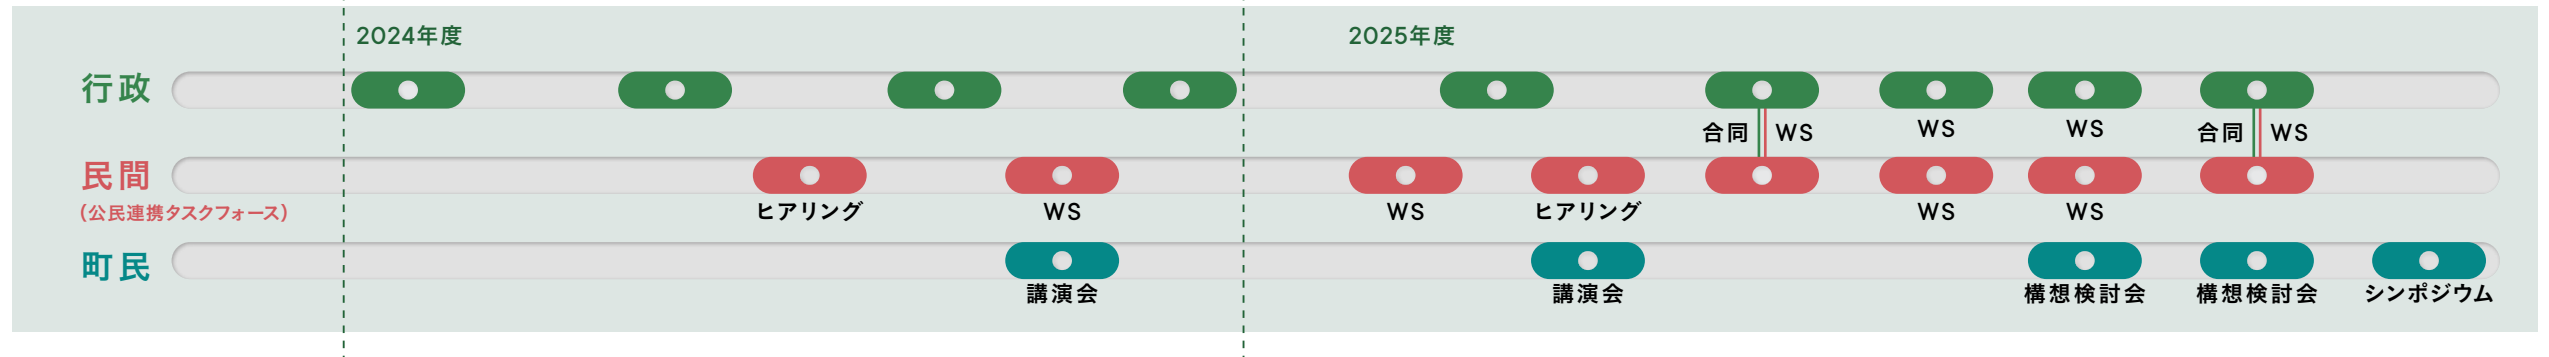 2024年度
2025年度
行政
合同 WS
WS
WS
合同 WS
民間
(公民連携タスクフォース)
ヒアリング
WS
WS
ヒアリング
WS
WS
町民
講演会
講演会
構想検討会
構想検討会
シンポジウム